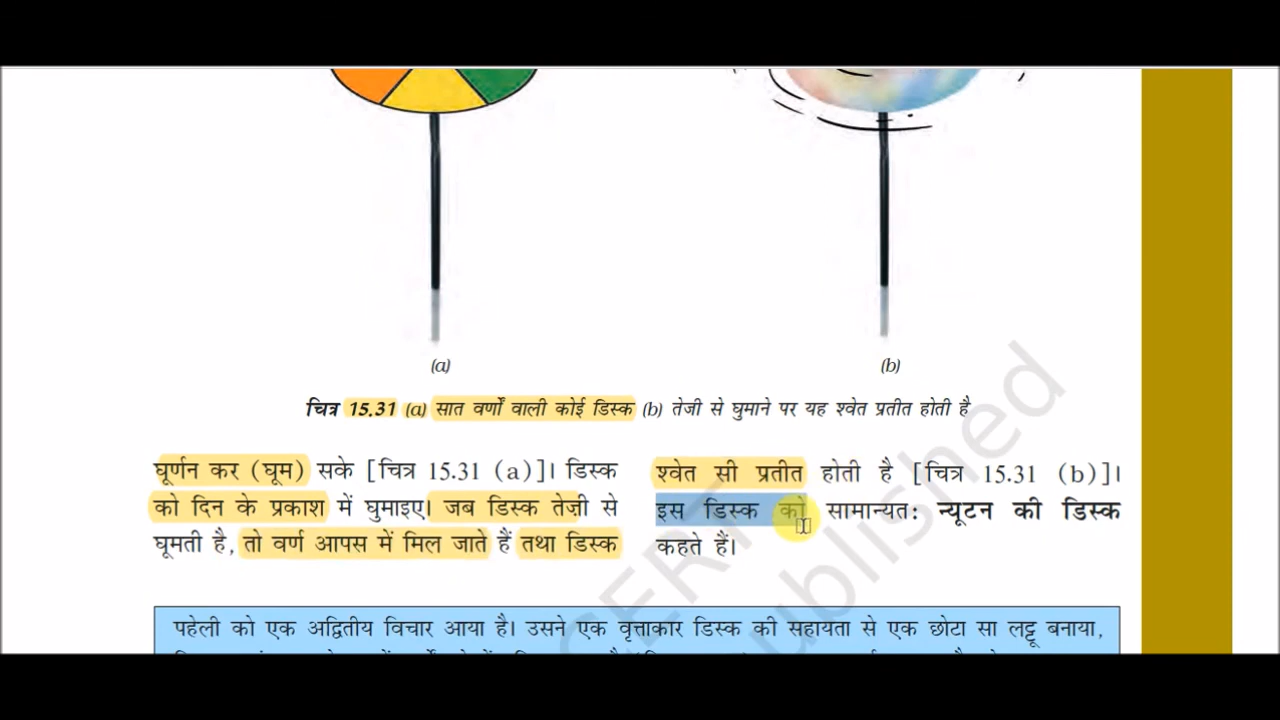 (a)
(b)
चित्र 15.31 (a) सात वर्णों वाली कोई डिस्क (b) तेजी से घुमाने पर यह श्वेत प्रतीत होती है
घूर्णन कर (घूम) सके [चित्र 15.31 (a)]। डिस्क
को दिन के प्रकाश में घुमाइए। जब डिस्क तेज़ी से
घूमती है, तो वर्ण आपस में मिल जाते हैं तथा डिस्क
श्वेत सी प्रतीत होती है [चित्र 15.31 (b)]।
इस डिस्क को सामान्यत: न्यूटन की डिस्क
कहते हैं।
पहेली को एक अद्वितीय विचार आया है। उसने एक वृत्ताकार डिस्क की सहायता से एक छोटा सा लट्टू बनाया,